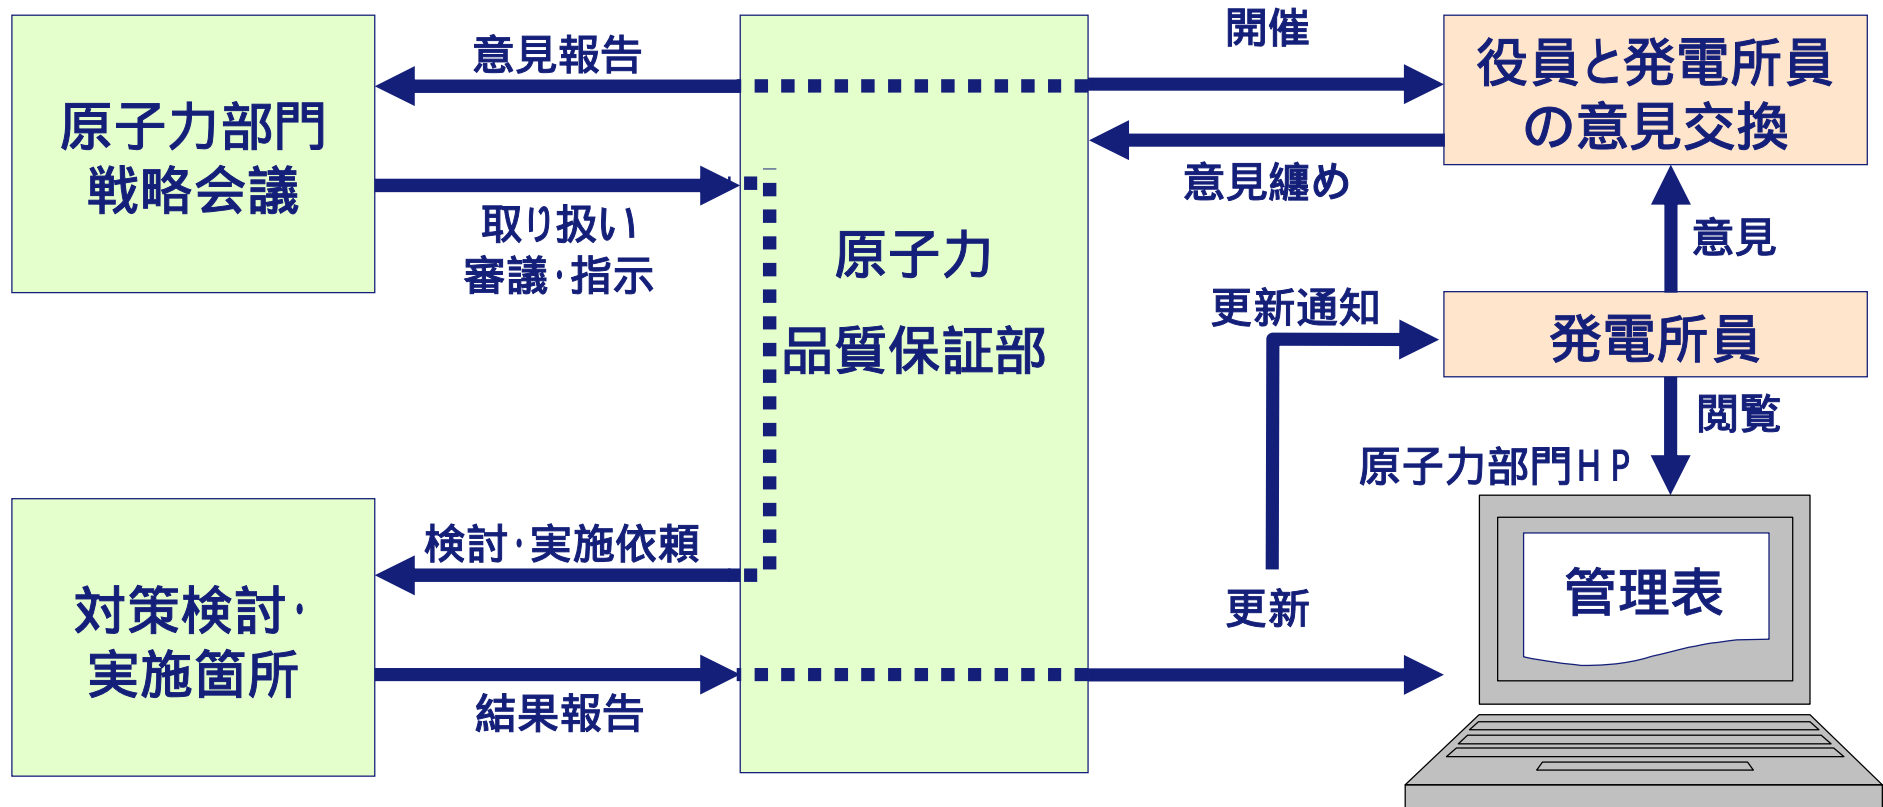 原子力部門
戦略会議
意見報告
取り扱い
審議・指示
原子力
品質保証部
開催
意見纏め
役員と発電所員
の意見交換
意見
更新通知
発電所員
閲覧
原子力部門HP
管理表
更新
検討・実施依頼
対策検討・
実施箇所
結果報告